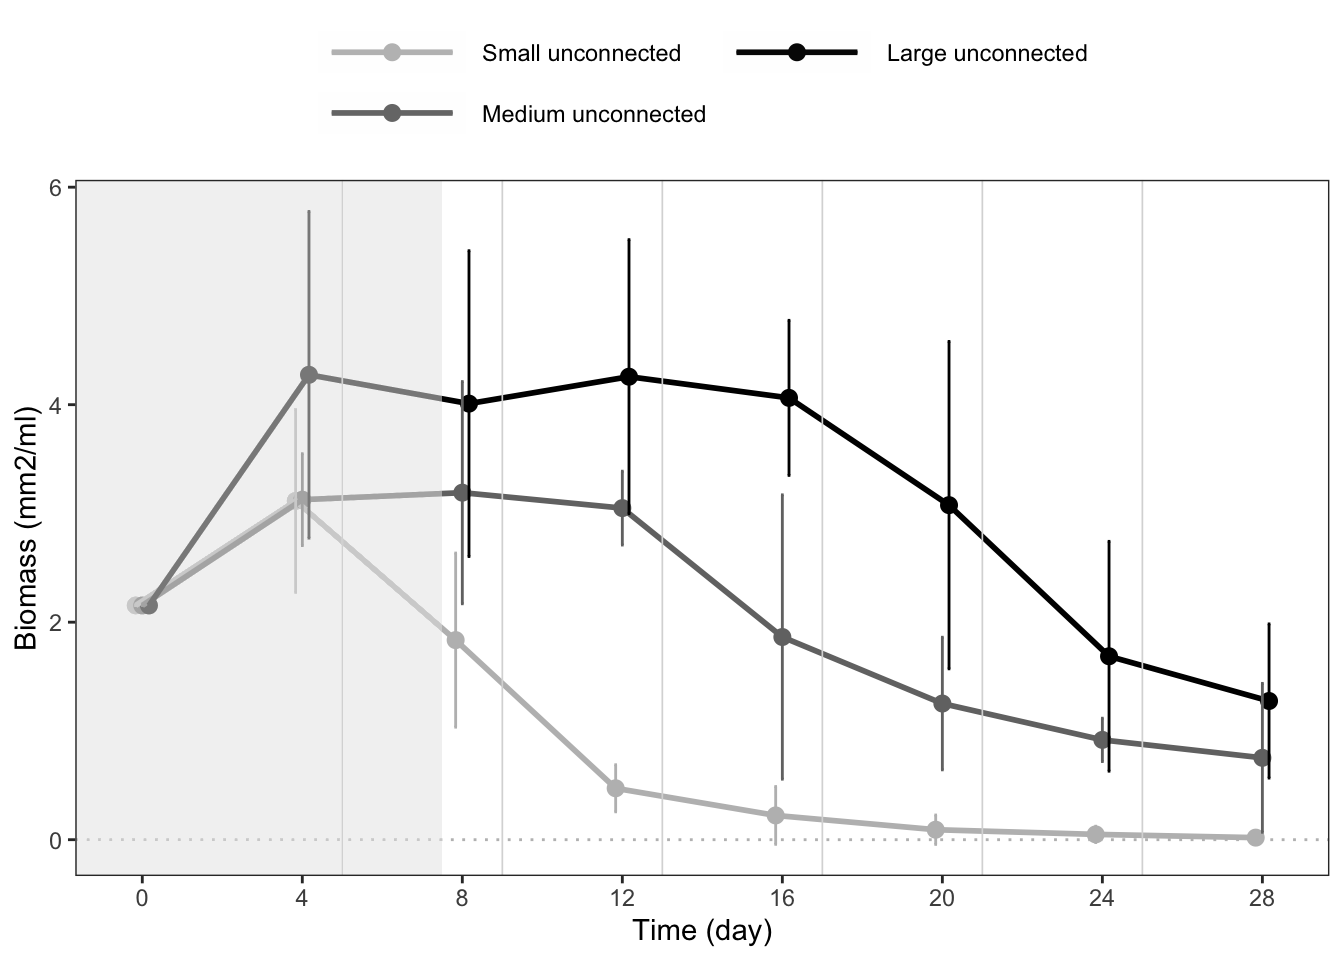 Small unconnected
Large unconnected
Medium unconnected
6
4
2
0
Biomass (mm2/ml)
0 4 8 12 16 20 24 28
Time (day)